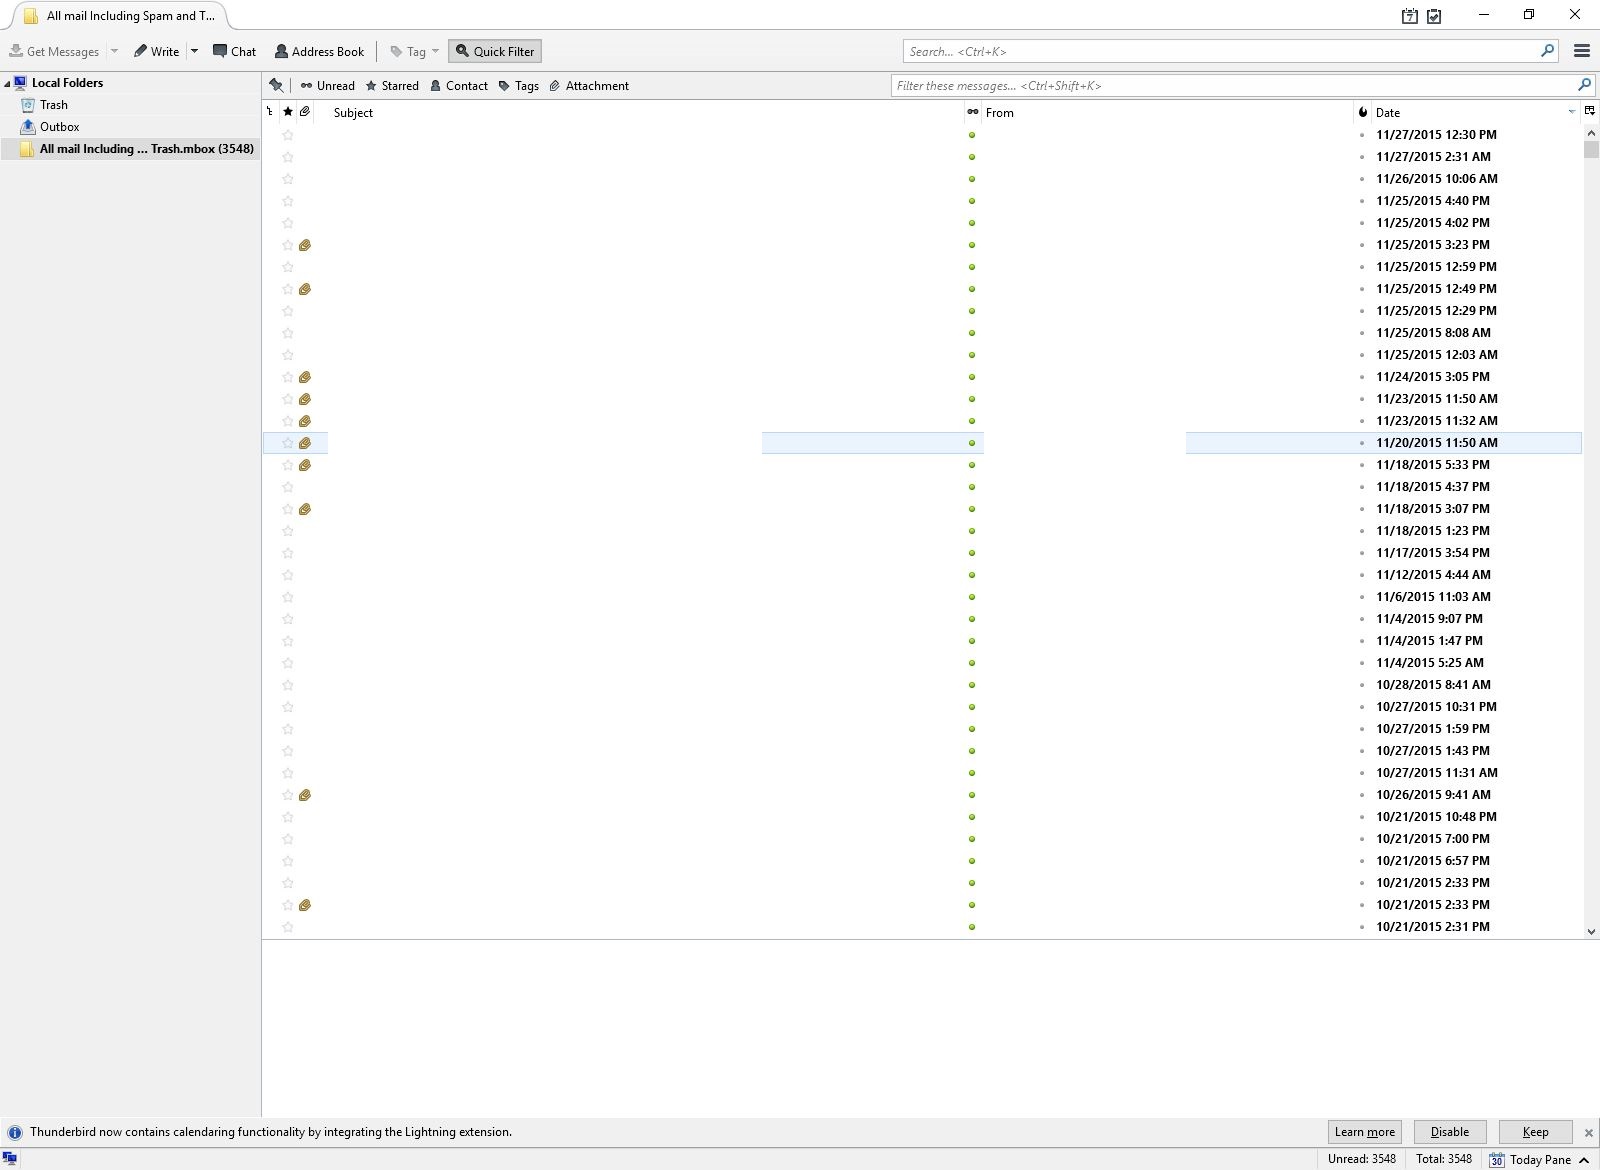 All mail Including Spam and T...
7
Get Messages Write Chat Address Book Tag Quick Filter Search... <Ctrl+K>
Local Folders
Trash
Outbox
All mail Including ... Trash.mbox (3548)
Unread Starred Contact Tags Attachment Filter these messages... <Ctrl+Shift+K>
Subject From Date
11/27/2015 12:30 PM
11/27/2015 2:31 AM
11/26/2015 10:06 AM
11/25/2015 4:40 PM
11/25/2015 4:02 PM
11/25/2015 3:23 PM
11/25/2015 12:59 PM
11/25/2015 12:49 PM
11/25/2015 12:29 PM
11/25/2015 8:08 AM
11/25/2015 12:03 AM
11/24/2015 3:05 PM
11/23/2015 11:50 AM
11/23/2015 11:32 AM
11/20/2015 11:50 AM
11/18/2015 5:33 PM
11/18/2015 4:37 PM
11/18/2015 3:07 PM
11/18/2015 1:23 PM
11/17/2015 3:54 PM
11/12/2015 4:44 AM
11/6/2015 11:03 AM
11/4/2015 9:07 PM
11/4/2015 1:47 PM
11/4/2015 5:25 AM
10/28/2015 8:41 AM
10/27/2015 10:31 PM
10/27/2015 1:59 PM
10/27/2015 1:43 PM
10/27/2015 11:31 AM
10/26/2015 9:41 AM
10/21/2015 10:48 PM
10/21/2015 7:00 PM
10/21/2015 6:57 PM
10/21/2015 2:33 PM
10/21/2015 2:33 PM
10/21/2015 2:31 PM
Thunderbird now contains calendaring functionality by integrating the Lightning extension. Learn more Disable Keep
Unread: 3548 Total: 3548 30 Today Pane